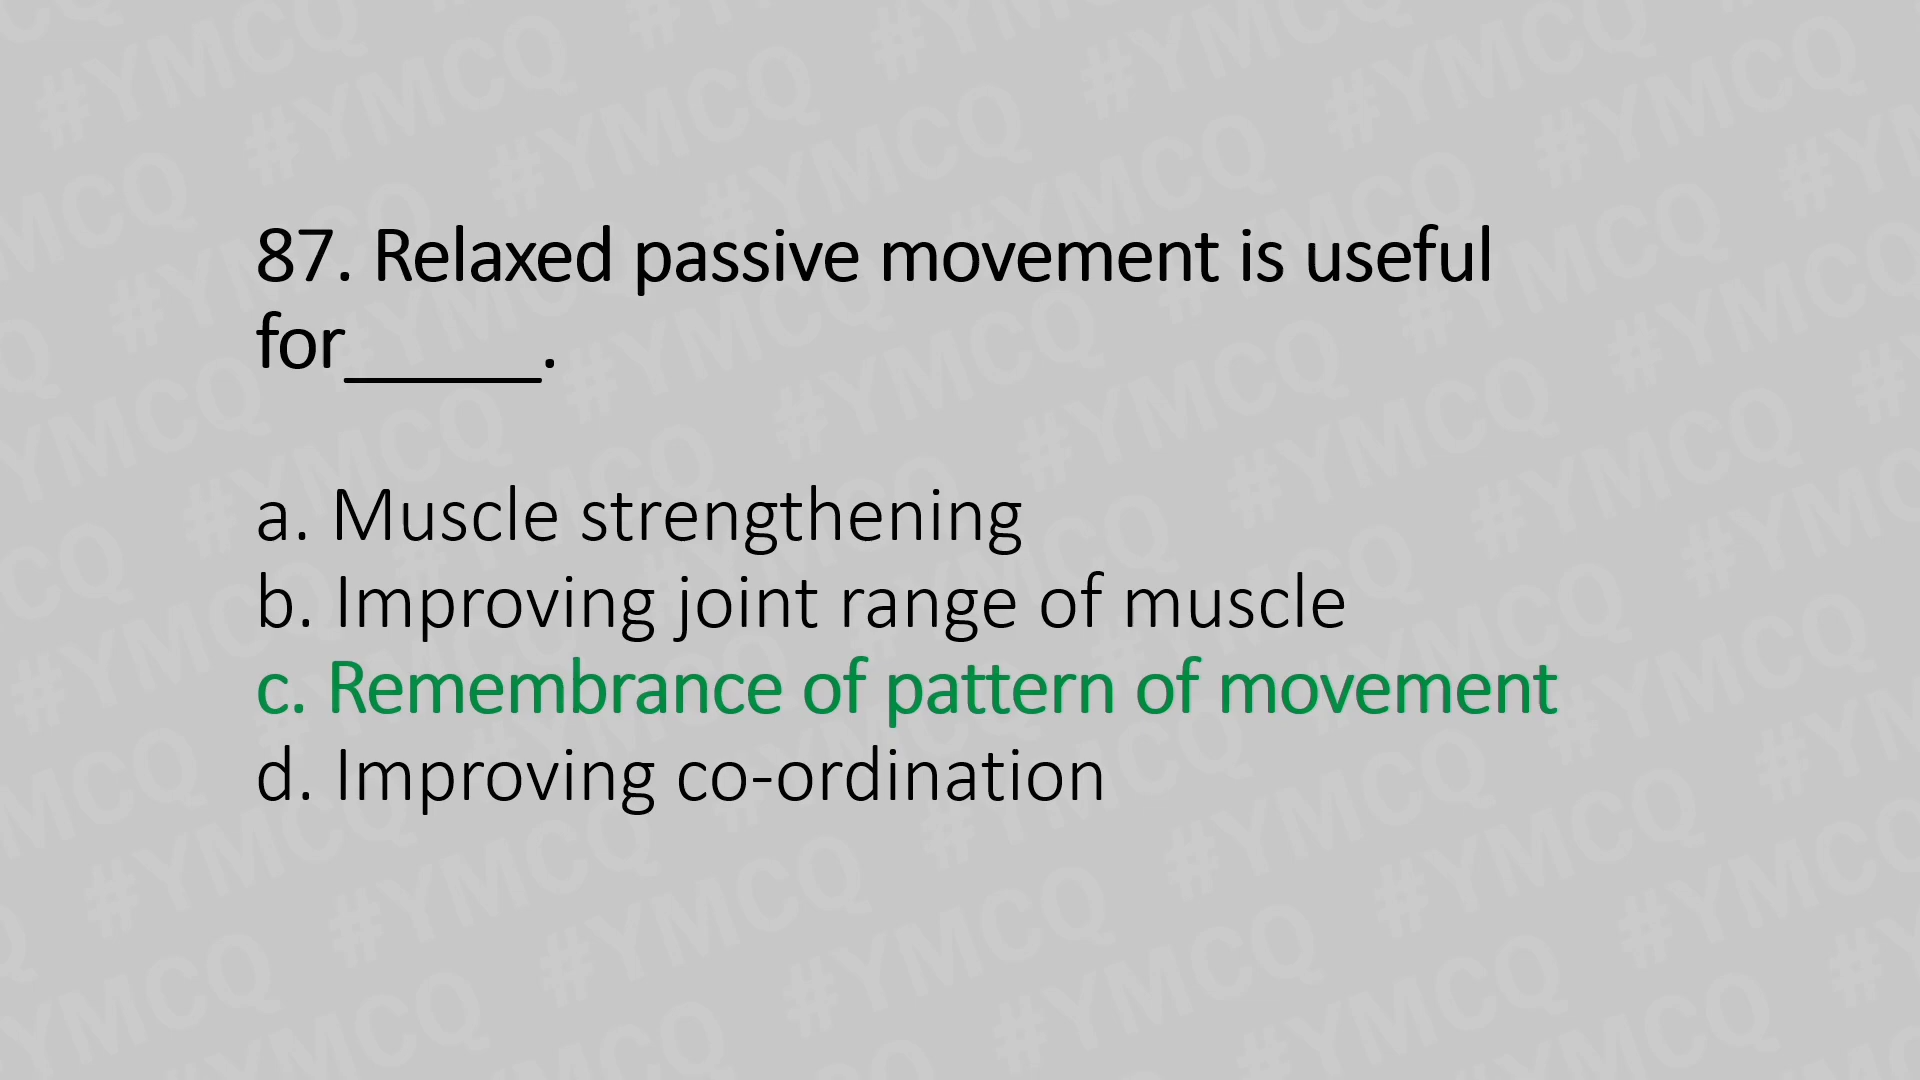 87. Relaxed passive movement is useful
for_____.
a. Muscle strengthening
b. Improving joint range of muscle
c. Remembrance of pattern of movement
d. Improving co-ordination
#YMCQ